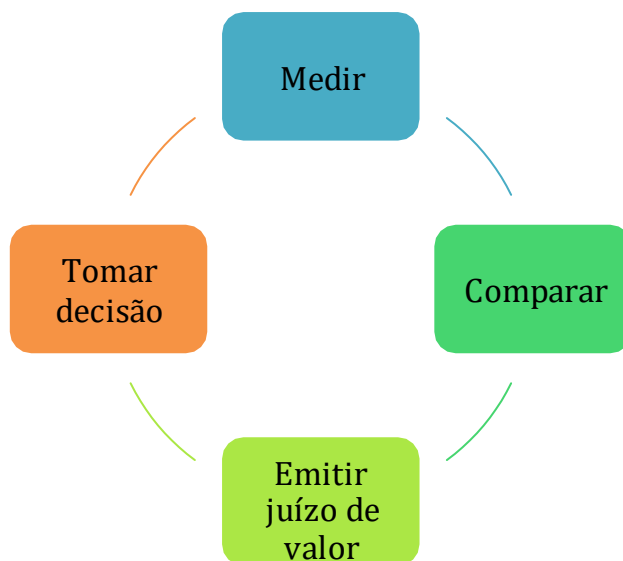 Medir
Comparar
Emitir
juízo de
valor
Tomar
decisão